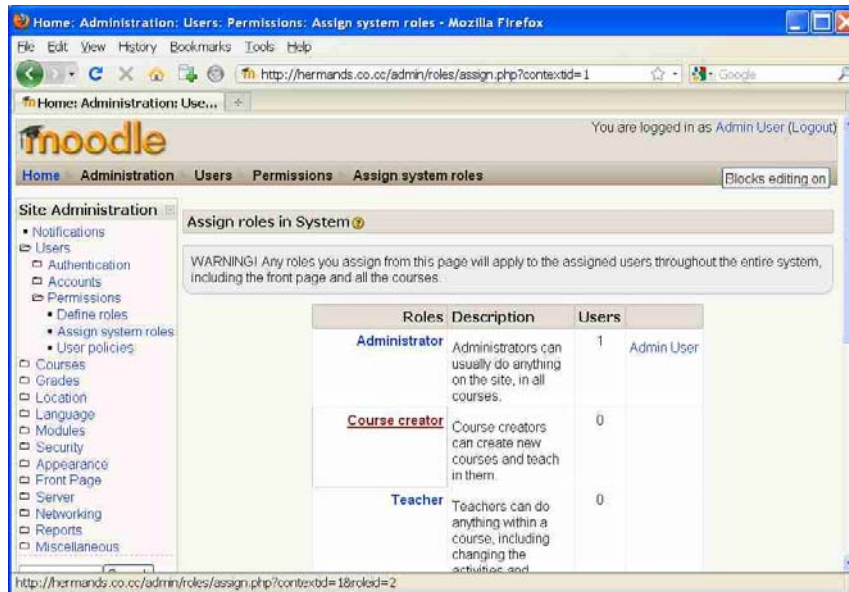 Home: Administration: Users: Permissions: Assign system roles - Mozilla Firefox
File Edit View History Bookmarks Tools Help
http://hermands.co.cc/admin/roles/assign.php?contextid=1
Google
Home: Administration: Use...
moodle
You are logged in as Admin User (Logout)
Home Administration Users Permissions Assign system roles
Blocks editing on
Site Administration
Notifications
Users
Authentication
Accounts
Permissions
Define roles
Assign system roles
User policies
Courses
Grades
Location
Language
Modules
Security
Appearance
Front Page
Server
Networking
Reports
Miscellaneous
Assign roles in System
WARNING! Any roles you assign from this page will apply to the assigned users throughout the entire system,
including the front page and all the courses.
Roles Description Users
Administrator Administrators can 1 Admin User
usually do anything
on the site, in all
courses.
Course creator Course creators 0
can create new
courses and teach
in them.
Teacher Teachers can do 0
anything within a
course, including
changing the
activities and
http://hermands.co.cc/admin/roles/assign.php?contextid=1&roleid=2